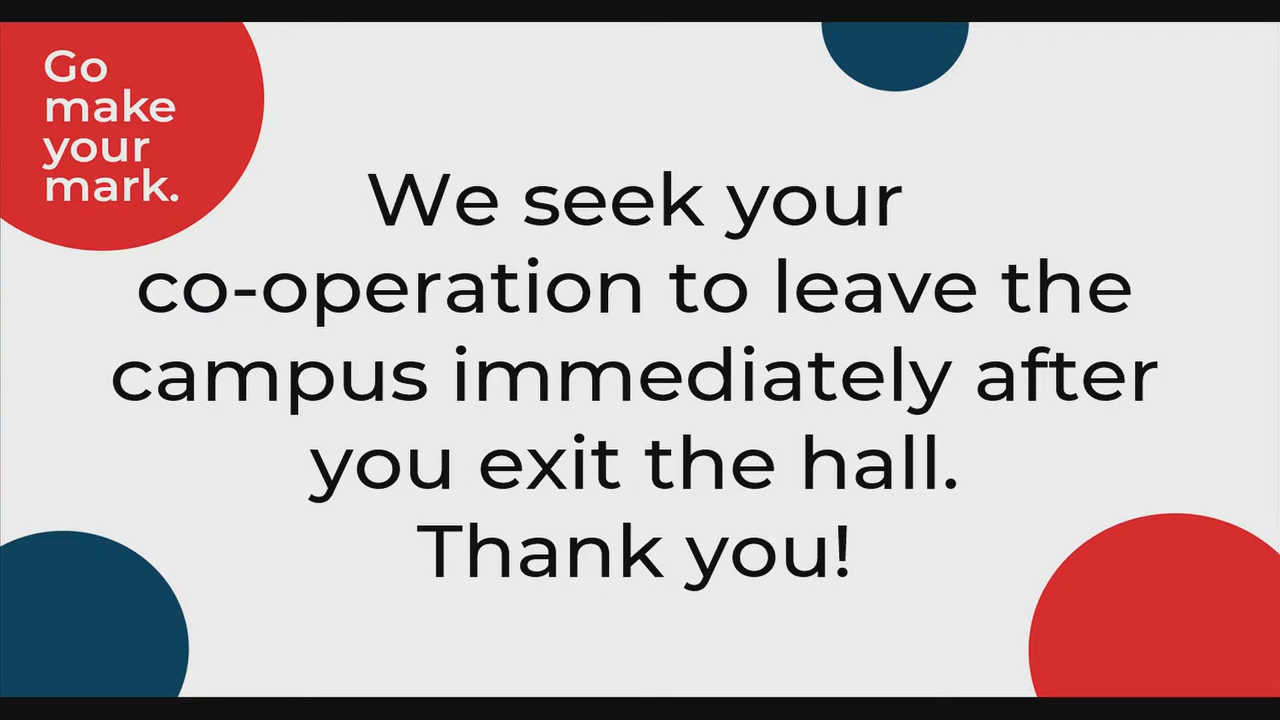 Go
make
your
mark.
We seek your
co-operation to leave the
campus immediately after
you exit the hall.
Thank you!